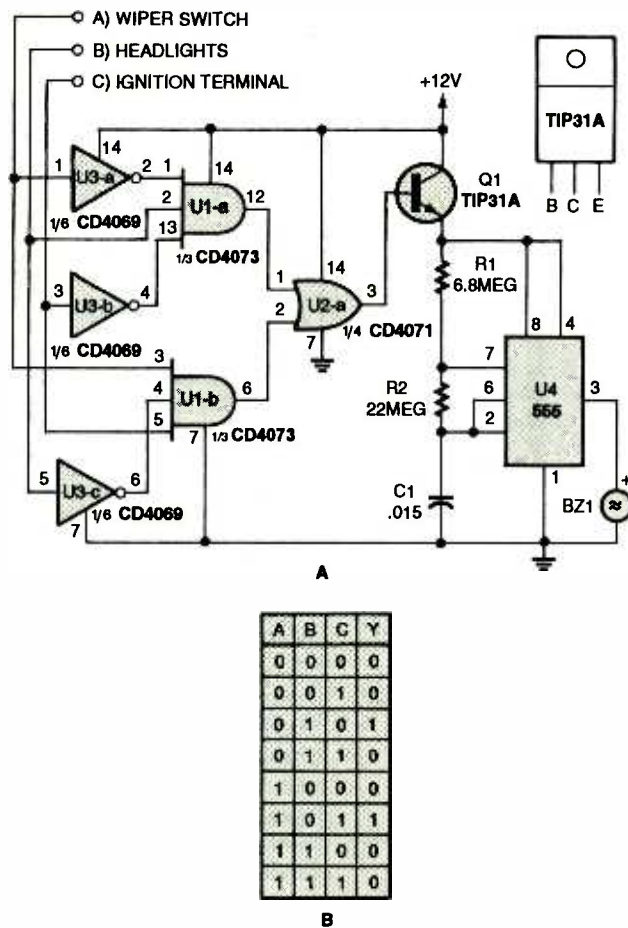 A) WIPER SWITCH
B) HEADLIGHTS
C) IGNITION TERMINAL
+12V
TIP31A
B C E
Q1
TIP31A
14
1 U3-a 2
1/6 CD4069
14
1
2 U1-a 12
13
1/3 CD4073
3 U3-b 4
1/6 CD4069
14
1
2 U2-a 3
7 1/4 CD4071
3
4 U1-b 6
5
7 1/3 CD4073
5 U3-c 6
7 1/6 CD4069
R1
6.8MEG
R2
22MEG
C1
.015
8 4
7
6 U4 3
2 555
1
+
BZ1
A
A B C Y
0 0 0 0
0 0 1 0
0 1 0 1
0 1 1 0
1 0 0 0
1 0 1 1
1 1 0 0
1 1 1 0
B